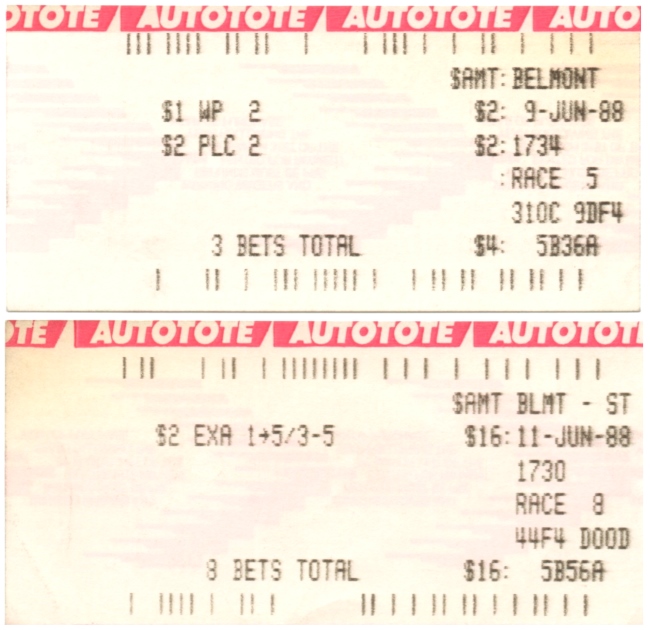 OTOTE AUTOTOTE AUTOTOTE AUTO
$AMT: BELMONT
$1 WP 2 $2: 9-JUN-88
$2 PLC 2 $2: 1734
: RACE 5
310C 9DF4
3 BETS TOTAL $4: 5B36A
TE AUTOTOTE AUTOTOTE AUTOTOT
$AMT BLMT - ST
$2 EXA 1→5/3-5 $16: 11-JUN-88
1730
RACE 8
44F4 D00D
8 BETS TOTAL $16: 5B56A